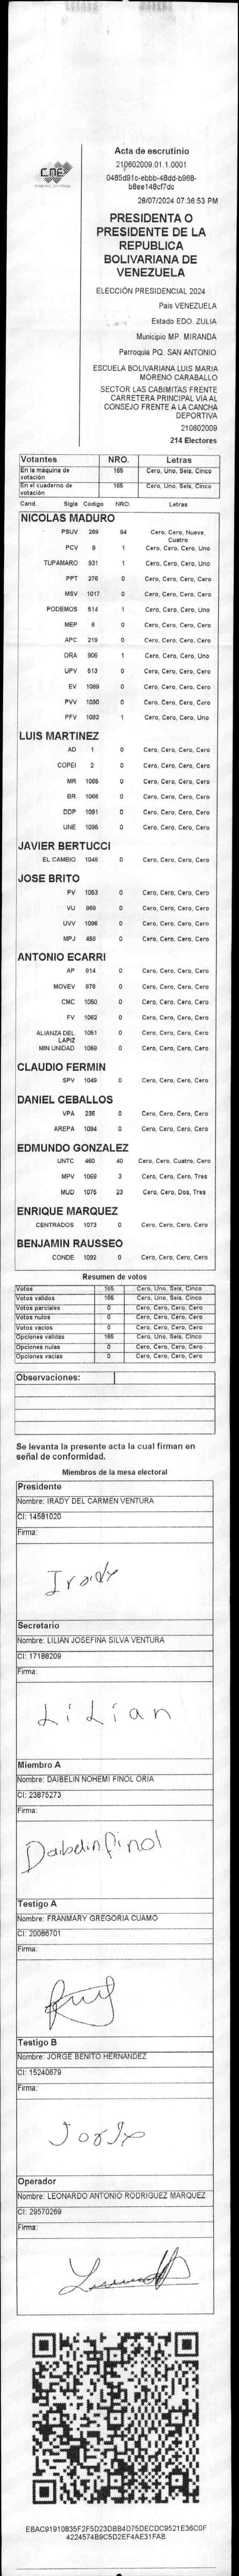 CNE
Acta de escrutinio
210602009.01.1.0001
0485d91c-ebbb-48dd-b968-
b8ee148cf7dc
28/07/2024 07:36:53 PM
PRESIDENTA O
PRESIDENTE DE LA
REPUBLICA
BOLIVARIANA DE
VENEZUELA
ELECCIÓN PRESIDENCIAL 2024
Pais VENEZUELA
Estado EDO. ZULIA
Municipio MP. MIRANDA
Parroquia PQ. SAN ANTONIO
ESCUELA BOLIVARIANA LUIS MARIA
MORENO CARABALLO
SECTOR LAS CABIMITAS FRENTE
CARRETERA PRINCIPAL VIA AL
CONSEJO FRENTE A LA CANCHA
DEPORTIVA
210602009
214 Electores
Votantes NRO. Letras
En la máquina de votación 165 Cero, Uno, Seis, Cinco
En el cuaderno de votación 165 Cero, Uno, Seis, Cinco
Cand. Sigla Código NRO. Letras
NICOLAS MADURO
PSUV 269 94 Cero, Cero, Nueve, Cuatro
PCV 9 1 Cero, Cero, Cero, Uno
TUPAMARO 931 1 Cero, Cero, Cero, Uno
PPT 276 0 Cero, Cero, Cero, Cero
MSV 1017 0 Cero, Cero, Cero, Cero
PODEMOS 514 1 Cero, Cero, Cero, Uno
MEP 6 0 Cero, Cero, Cero, Cero
APC 219 0 Cero, Cero, Cero, Cero
ORA 906 1 Cero, Cero, Cero, Uno
UPV 513 0 Cero, Cero, Cero, Cero
EV 1089 0 Cero, Cero, Cero, Cero
PVV 1090 0 Cero, Cero, Cero, Cero
PFV 1093 1 Cero, Cero, Cero, Uno
LUIS MARTINEZ
AD 1 0 Cero, Cero, Cero, Cero
COPEI 2 0 Cero, Cero, Cero, Cero
MR 1065 0 Cero, Cero, Cero, Cero
BR 1066 0 Cero, Cero, Cero, Cero
DDP 1091 0 Cero, Cero, Cero, Cero
UNE 1095 0 Cero, Cero, Cero, Cero
JAVIER BERTUCCI
EL CAMBIO 1048 0 Cero, Cero, Cero, Cero
JOSE BRITO
PV 1053 0 Cero, Cero, Cero, Cero
VU 868 0 Cero, Cero, Cero, Cero
UVV 1096 0 Cero, Cero, Cero, Cero
MPJ 459 0 Cero, Cero, Cero, Cero
ANTONIO ECARRI
AP 814 0 Cero, Cero, Cero, Cero
MOVEV 878 0 Cero, Cero, Cero, Cero
CMC 1050 0 Cero, Cero, Cero, Cero
FV 1062 0 Cero, Cero, Cero, Cero
ALIANZA DEL LAPIZ 1051 0 Cero, Cero, Cero, Cero
MIN UNIDAD 1069 0 Cero, Cero, Cero, Cero
CLAUDIO FERMIN
SPV 1049 0 Cero, Cero, Cero, Cero
DANIEL CEBALLOS
VPA 236 0 Cero, Cero, Cero, Cero
AREPA 1094 0 Cero, Cero, Cero, Cero
EDMUNDO GONZALEZ
UNTC 460 40 Cero, Cero, Cuatro, Cero
MPV 1069 3 Cero, Cero, Cero, Tres
MUD 1075 23 Cero, Cero, Dos, Tres
ENRIQUE MARQUEZ
CENTRADOS 1073 0 Cero, Cero, Cero, Cero
BENJAMIN RAUSSEO
CONDE 1092 0 Cero, Cero, Cero, Cero
Resumen de votos
Votos 165 Cero, Uno, Seis, Cinco
Votos validos 165 Cero, Uno, Seis, Cinco
Votos parciales 0 Cero, Cero, Cero, Cero
Votos nulos 0 Cero, Cero, Cero, Cero
Votos vacios 0 Cero, Cero, Cero, Cero
Opciones validas 165 Cero, Uno, Seis, Cinco
Opciones nulas 0 Cero, Cero, Cero, Cero
Opciones vacias 0 Cero, Cero, Cero, Cero
Observaciones:
Se levanta la presente acta la cual firman en
señal de conformidad.
Miembros de la mesa electoral
Presidente
Nombre: IRADY DEL CARMEN VENTURA
CI: 14581020
Firma:
Irady
Secretario
Nombre: LILIAN JOSEFINA SILVA VENTURA
CI: 17188209
Firma:
Lilian
Miembro A
Nombre: DAIBELIN NOHEMI FINOL ORIA
CI: 23875273
Firma:
Daibelin finol
Testigo A
Nombre: FRANMARY GREGORIA CUAMO
CI: 20086701
Firma:
Testigo B
Nombre: JORGE BENITO HERNANDEZ
CI: 15240679
Firma:
Jorge
Operador
Nombre: LEONARDO ANTONIO RODRIGUEZ MARQUEZ
CI: 29570269
Firma:
EBAC91910835F2F5D23DBB4D75DECDC9521E36C0F
4224574B9C5D2EF4AE31FAB